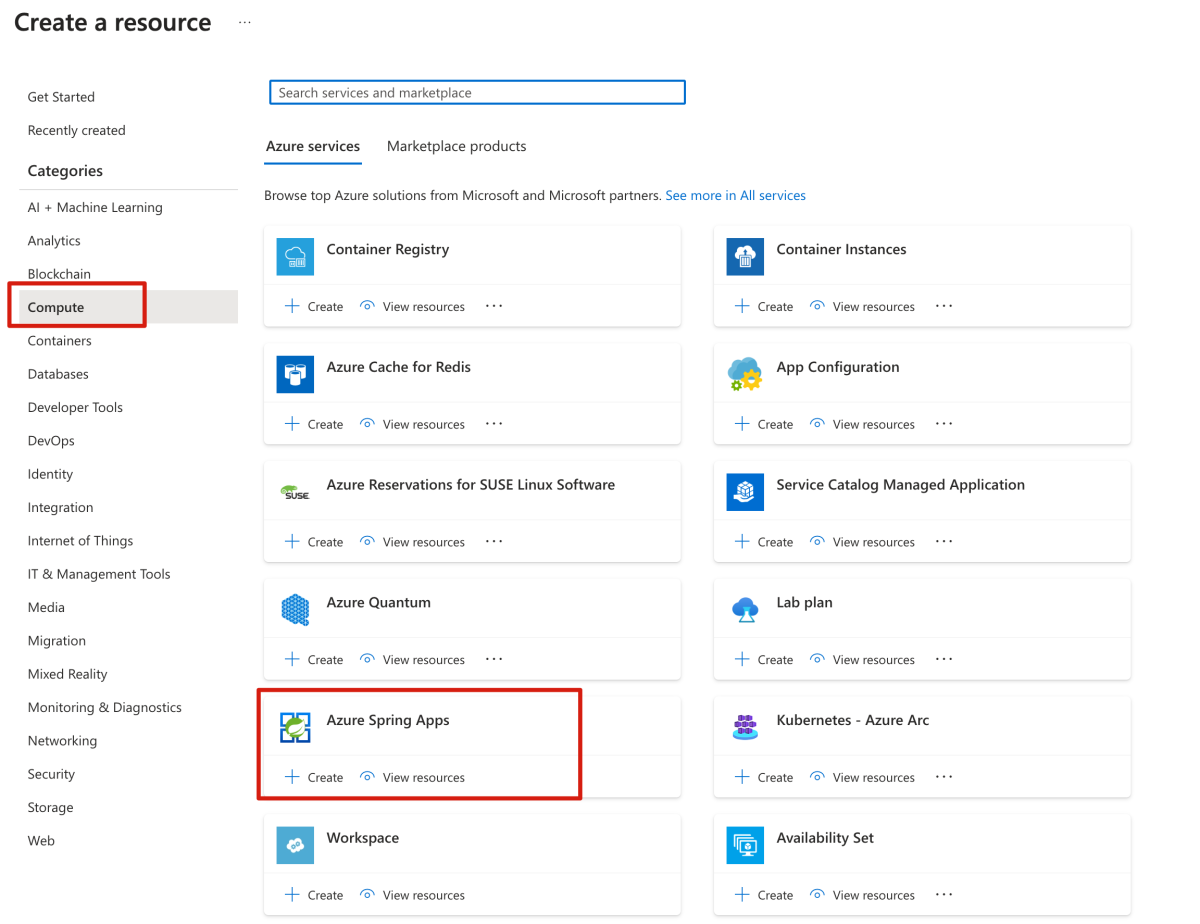 Create a resource ...
Get Started
Recently created
Categories
AI + Machine Learning
Analytics
Blockchain
Compute
Containers
Databases
Developer Tools
DevOps
Identity
Integration
Internet of Things
IT & Management Tools
Media
Migration
Mixed Reality
Monitoring & Diagnostics
Networking
Security
Storage
Web
Search services and marketplace
Azure services Marketplace products
Browse top Azure solutions from Microsoft and Microsoft partners. See more in All services
Container Registry
Create View resources ...
Container Instances
Create View resources ...
Azure Cache for Redis
Create View resources ...
App Configuration
Create View resources ...
SUSE
Azure Reservations for SUSE Linux Software
Create View resources ...
Service Catalog Managed Application
Create View resources ...
Azure Quantum
Create View resources ...
Lab plan
Create View resources ...
Azure Spring Apps
Create View resources
Kubernetes - Azure Arc
Create View resources ...
Workspace
Create View resources
Availability Set
Create View resources ...